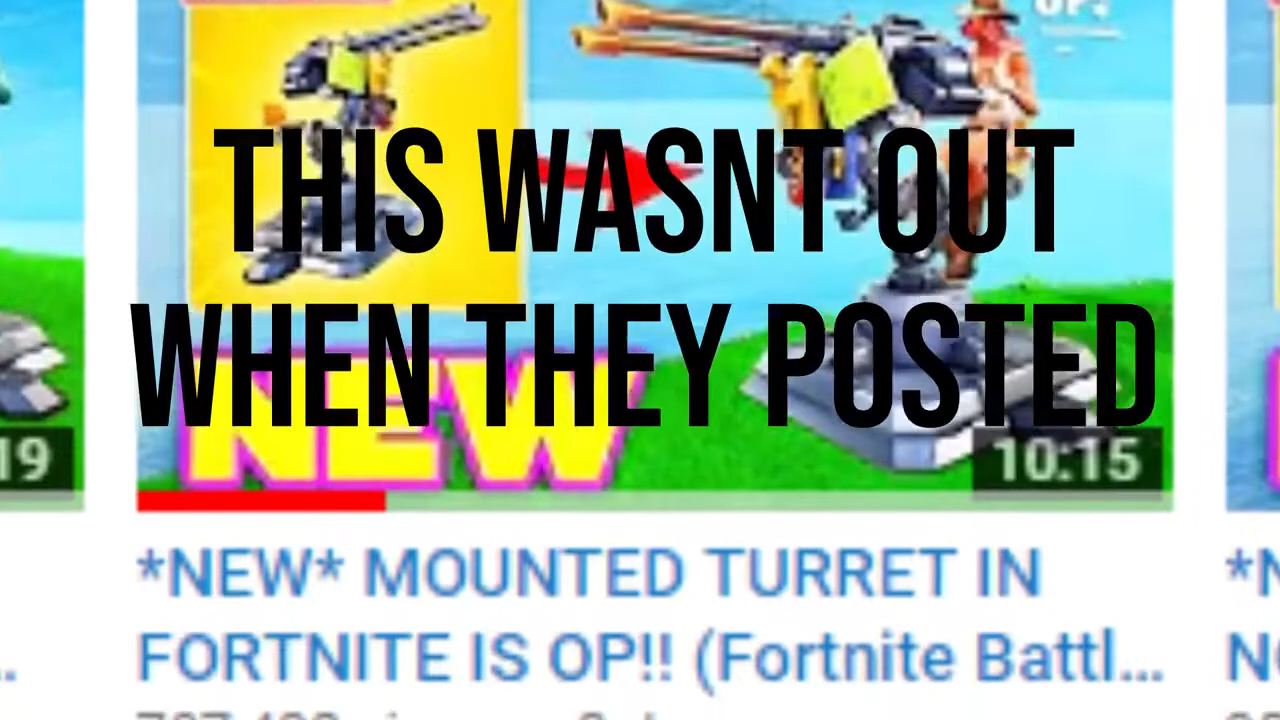 OP!
THIS WASNT OUT
WHEN THEY POSTED
NEW
19
10:15
*NEW* MOUNTED TURRET IN
FORTNITE IS OP!! (Fortnite Battl...